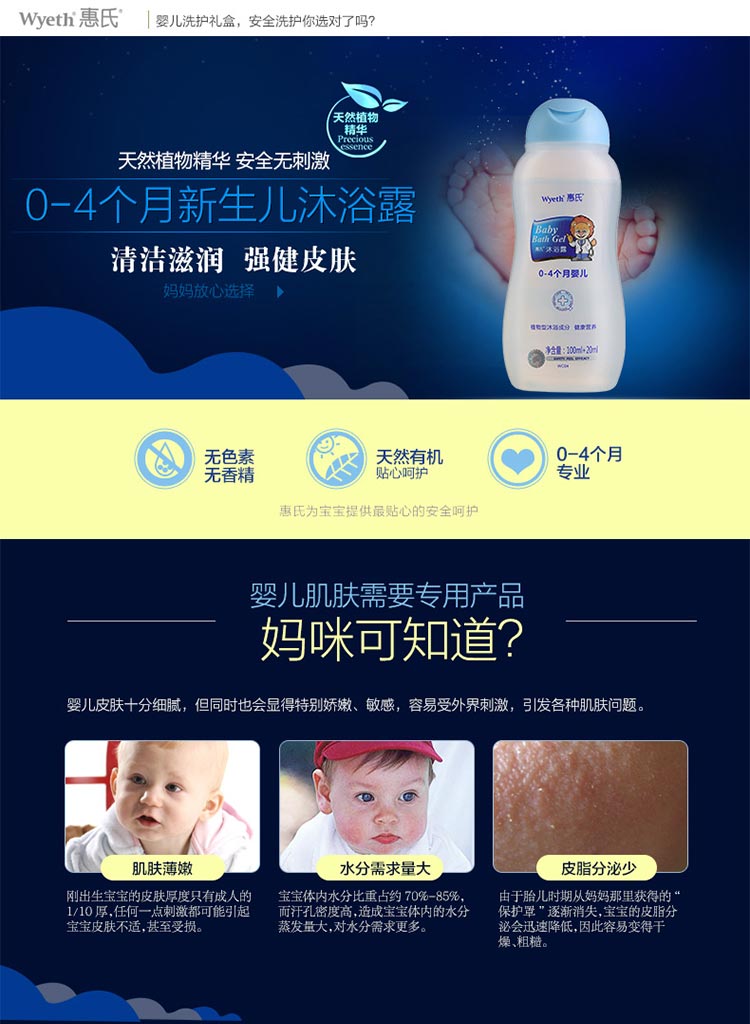 Wyeth® 惠氏® 婴儿洗护礼盒，安全洗护你选对了吗?
天然植物
精华
Precious
essence
天然植物精华 安全无刺激
0-4个月新生儿沐浴露
清洁滋润 强健皮肤
妈妈放心选择
Wyeth® 惠氏®
Baby
Bath Gel
惠氏® 沐浴露
0-4个月婴儿
植物型沐浴成分 健康营养
净含量：100ml+20ml
WC04
无色素
无香精
天然有机
贴心呵护
0-4个月
专业
惠氏为宝宝提供最贴心的安全呵护
婴儿肌肤需要专用产品
妈咪可知道?
婴儿皮肤十分细腻，但同时也会显得特别娇嫩、敏感，容易受外界刺激，引发各种肌肤问题。
肌肤薄嫩
刚出生宝宝的皮肤厚度只有成人的
1/10 厚,任何一点刺激都可能引起
宝宝皮肤不适,甚至受损。
水分需求量大
宝宝体内水分比重占约 70%-85%,
而汗孔密度高,造成宝宝体内的水分
蒸发量大,对水分需求更多。
皮脂分泌少
由于胎儿时期从妈妈那里获得的“
保护罩 ” 逐渐消失,宝宝的皮脂分
泌会迅速降低,因此容易变得干
燥、粗糙。